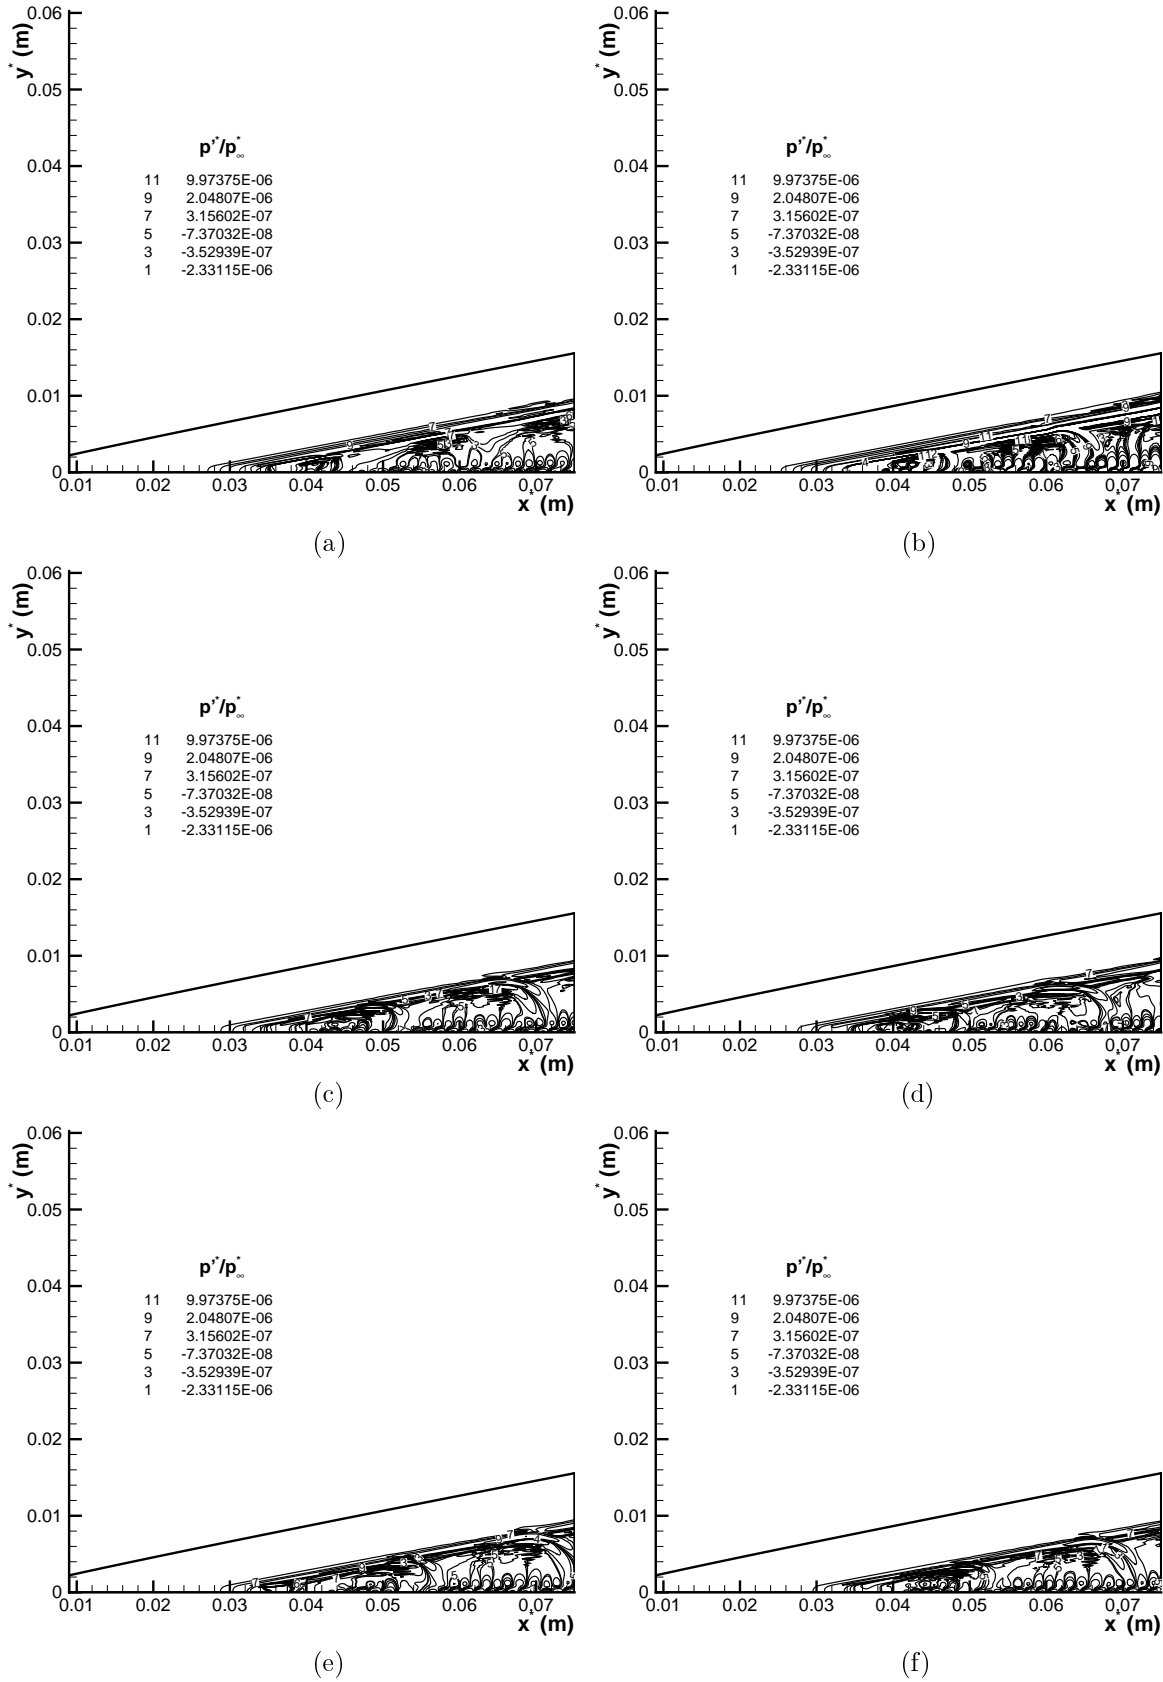 0.06
0.05
0.04
0.03
0.02
0.01
0
y* (m)
p'*/p*∞
11 9.97375E-06
9 2.04807E-06
7 3.15602E-07
5 -7.37032E-08
3 -3.52939E-07
1 -2.33115E-06
0.01 0.02 0.03 0.04 0.05 0.06 0.07
x* (m)
(a)
0.06
0.05
0.04
0.03
0.02
0.01
0
y* (m)
p'*/p*∞
11 9.97375E-06
9 2.04807E-06
7 3.15602E-07
5 -7.37032E-08
3 -3.52939E-07
1 -2.33115E-06
0.01 0.02 0.03 0.04 0.05 0.06 0.07
x* (m)
(b)
0.06
0.05
0.04
0.03
0.02
0.01
0
y* (m)
p'*/p*∞
11 9.97375E-06
9 2.04807E-06
7 3.15602E-07
5 -7.37032E-08
3 -3.52939E-07
1 -2.33115E-06
0.01 0.02 0.03 0.04 0.05 0.06 0.07
x* (m)
(c)
0.06
0.05
0.04
0.03
0.02
0.01
0
y* (m)
p'*/p*∞
11 9.97375E-06
9 2.04807E-06
7 3.15602E-07
5 -7.37032E-08
3 -3.52939E-07
1 -2.33115E-06
0.01 0.02 0.03 0.04 0.05 0.06 0.07
x* (m)
(d)
0.06
0.05
0.04
0.03
0.02
0.01
0
y* (m)
p'*/p*∞
11 9.97375E-06
9 2.04807E-06
7 3.15602E-07
5 -7.37032E-08
3 -3.52939E-07
1 -2.33115E-06
0.01 0.02 0.03 0.04 0.05 0.06 0.07
x* (m)
(e)
0.06
0.05
0.04
0.03
0.02
0.01
0
y* (m)
p'*/p*∞
11 9.97375E-06
9 2.04807E-06
7 3.15602E-07
5 -7.37032E-08
3 -3.52939E-07
1 -2.33115E-06
0.01 0.02 0.03 0.04 0.05 0.06 0.07
x* (m)
(f)